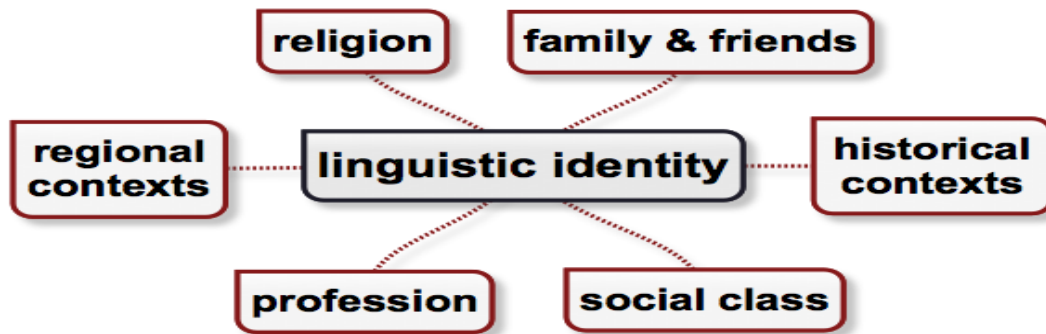 religion
family & friends
regional
contexts
linguistic identity
historical
contexts
profession
social class